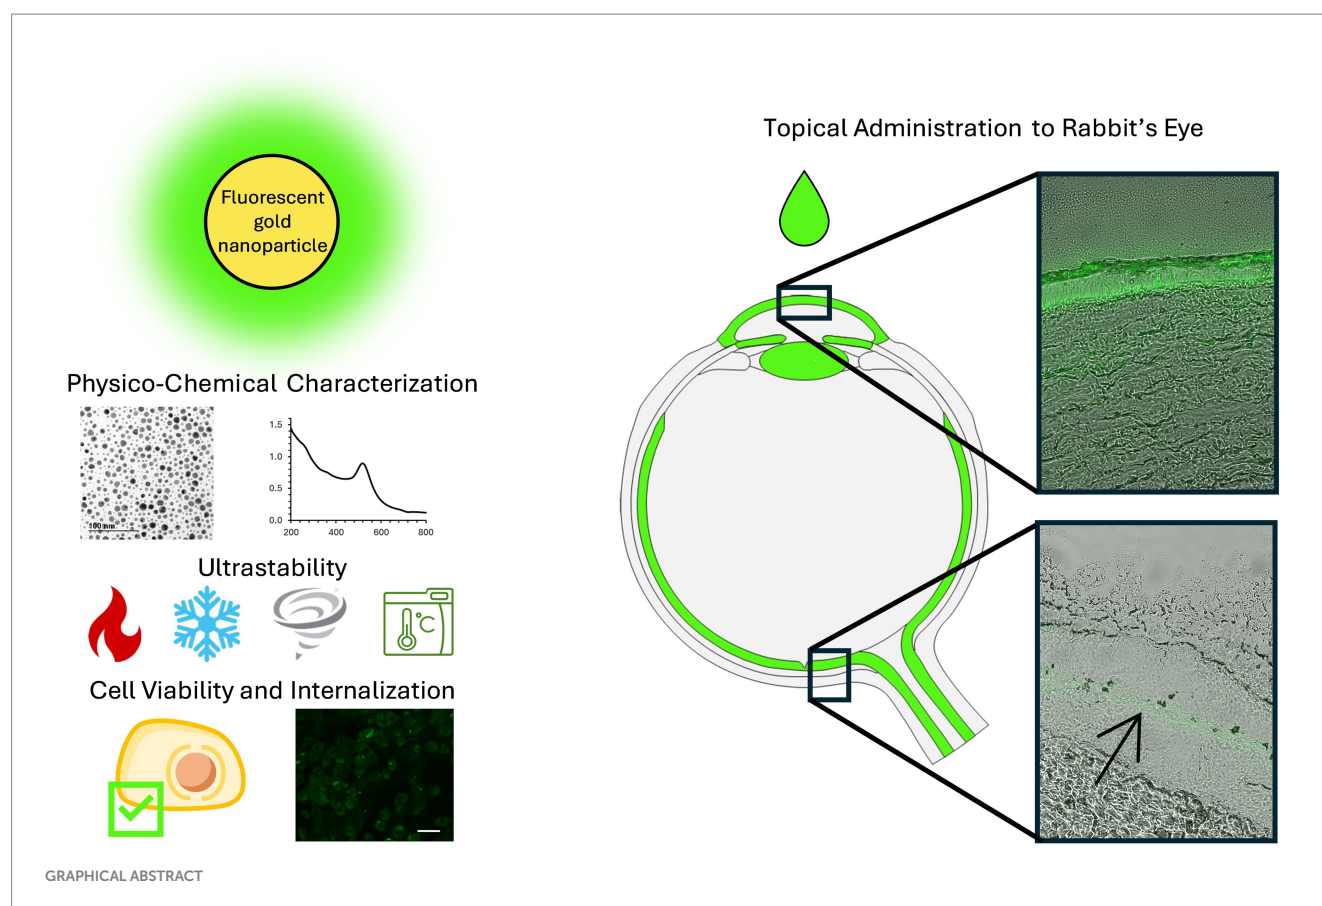 Fluorescent
gold
nanoparticle
Physico-Chemical Characterization
100 nm
1.5
1.0
0.5
0.0
200 400 600 800
Ultrastability
°C
Cell Viability and Internalization
Topical Administration to Rabbit's Eye
GRAPHICAL ABSTRACT